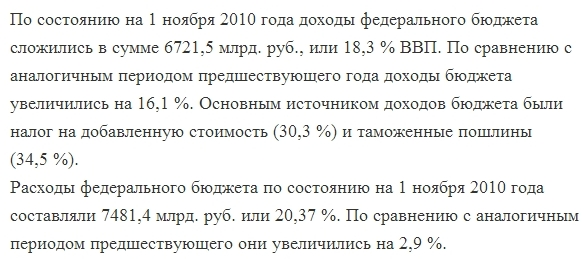 По состоянию на 1 ноября 2010 года доходы федерального бюджета
сложились в сумме 6721,5 млрд. руб., или 18,3 % ВВП. По сравнению с
аналогичным периодом предшествующего года доходы бюджета
увеличились на 16,1 %. Основным источником доходов бюджета были
налог на добавленную стоимость (30,3 %) и таможенные пошлины
(34,5 %).
Расходы федерального бюджета по состоянию на 1 ноября 2010 года
составляли 7481,4 млрд. руб. или 20,37 %. По сравнению с аналогичным
периодом предшествующего они увеличились на 2,9 %.